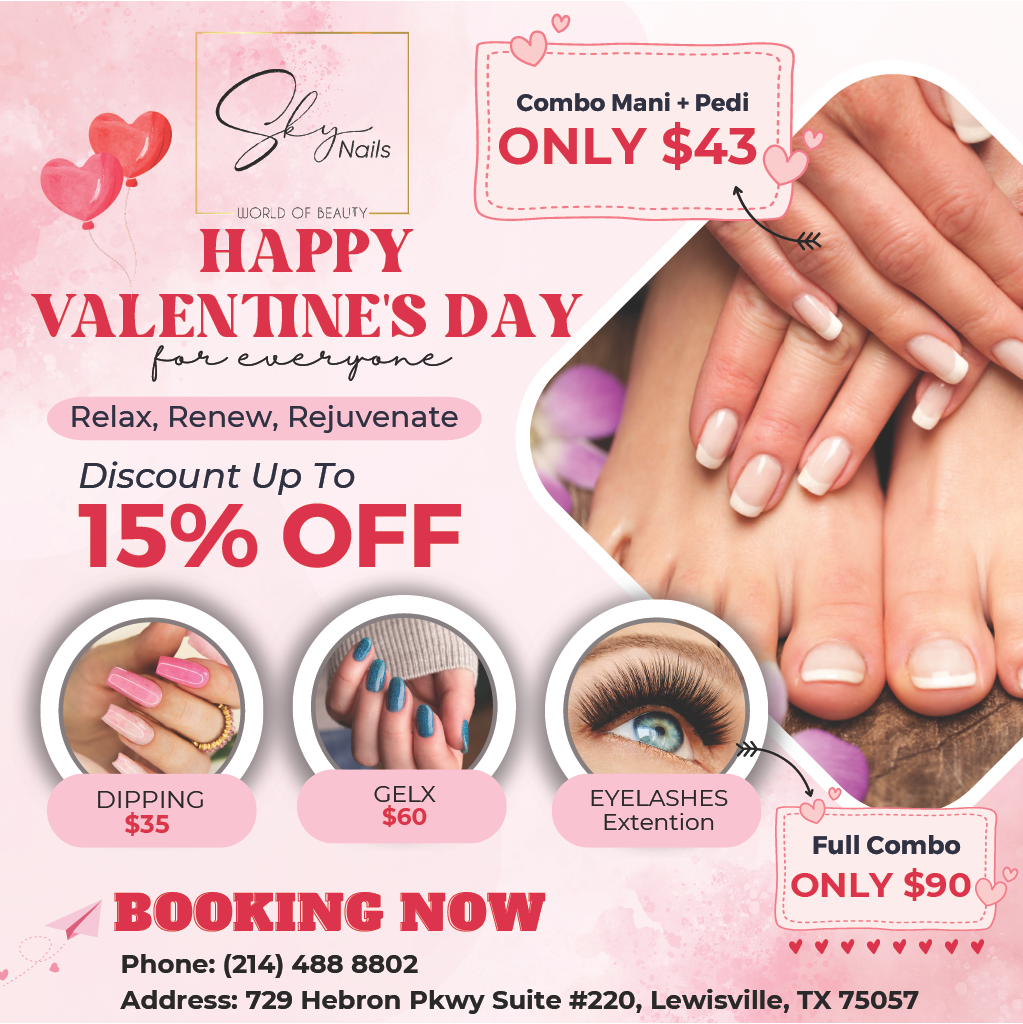 Sky
Nails
WORLD OF BEAUTY
Combo Mani + Pedi
ONLY $43
HAPPY
VALENTINE'S DAY
for everyone
Relax, Renew, Rejuvenate
Discount Up To
15% OFF
DIPPING
$35
GELX
$60
EYELASHES
Extention
Full Combo
ONLY $90
BOOKING NOW
Phone: (214) 488 8802
Address: 729 Hebron Pkwy Suite #220, Lewisville, TX 75057